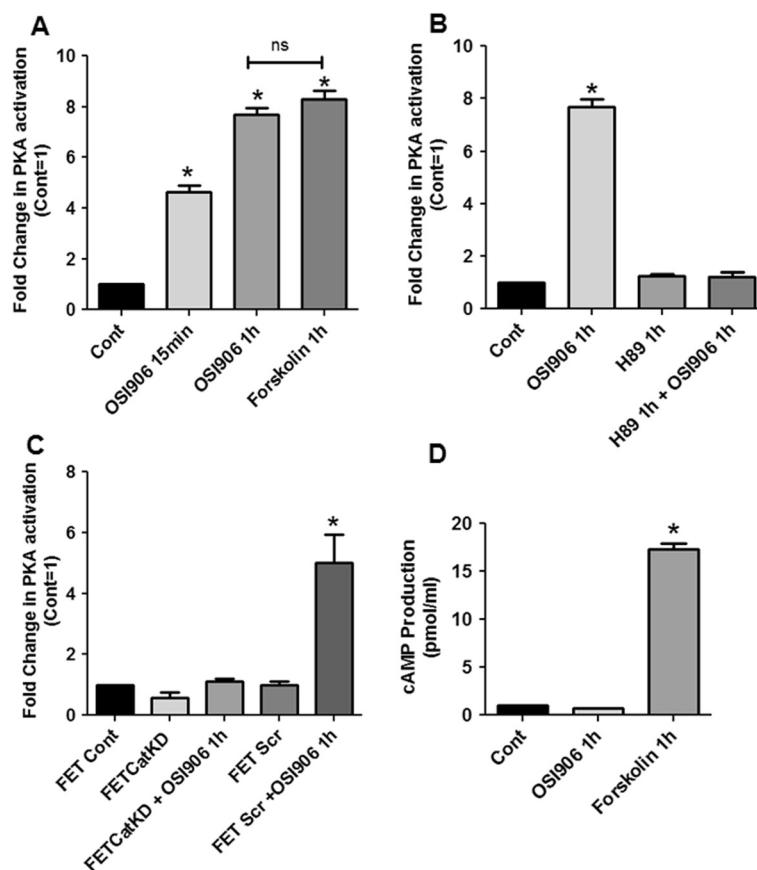 A
Fold Change in PKA activation
(Cont=1)
10
8
6
4
2
0
ns
*
*
*
Cont
OSI906 15min
OSI906 1h
Forskolin 1h
B
Fold Change in PKA activation
(Cont=1)
10
8
6
4
2
0
*
Cont
OSI906 1h
H89 1h
H89 1h + OSI906 1h
C
Fold Change in PKA activation
(Cont=1)
8
6
4
2
0
*
FET Cont
FETCatKD
FETCatKD + OSI906 1h
FET Scr
FET Scr +OSI906 1h
D
cAMP Production
(pmol/ml)
20
15
10
5
0
*
Cont
OSI906 1h
Forskolin 1h